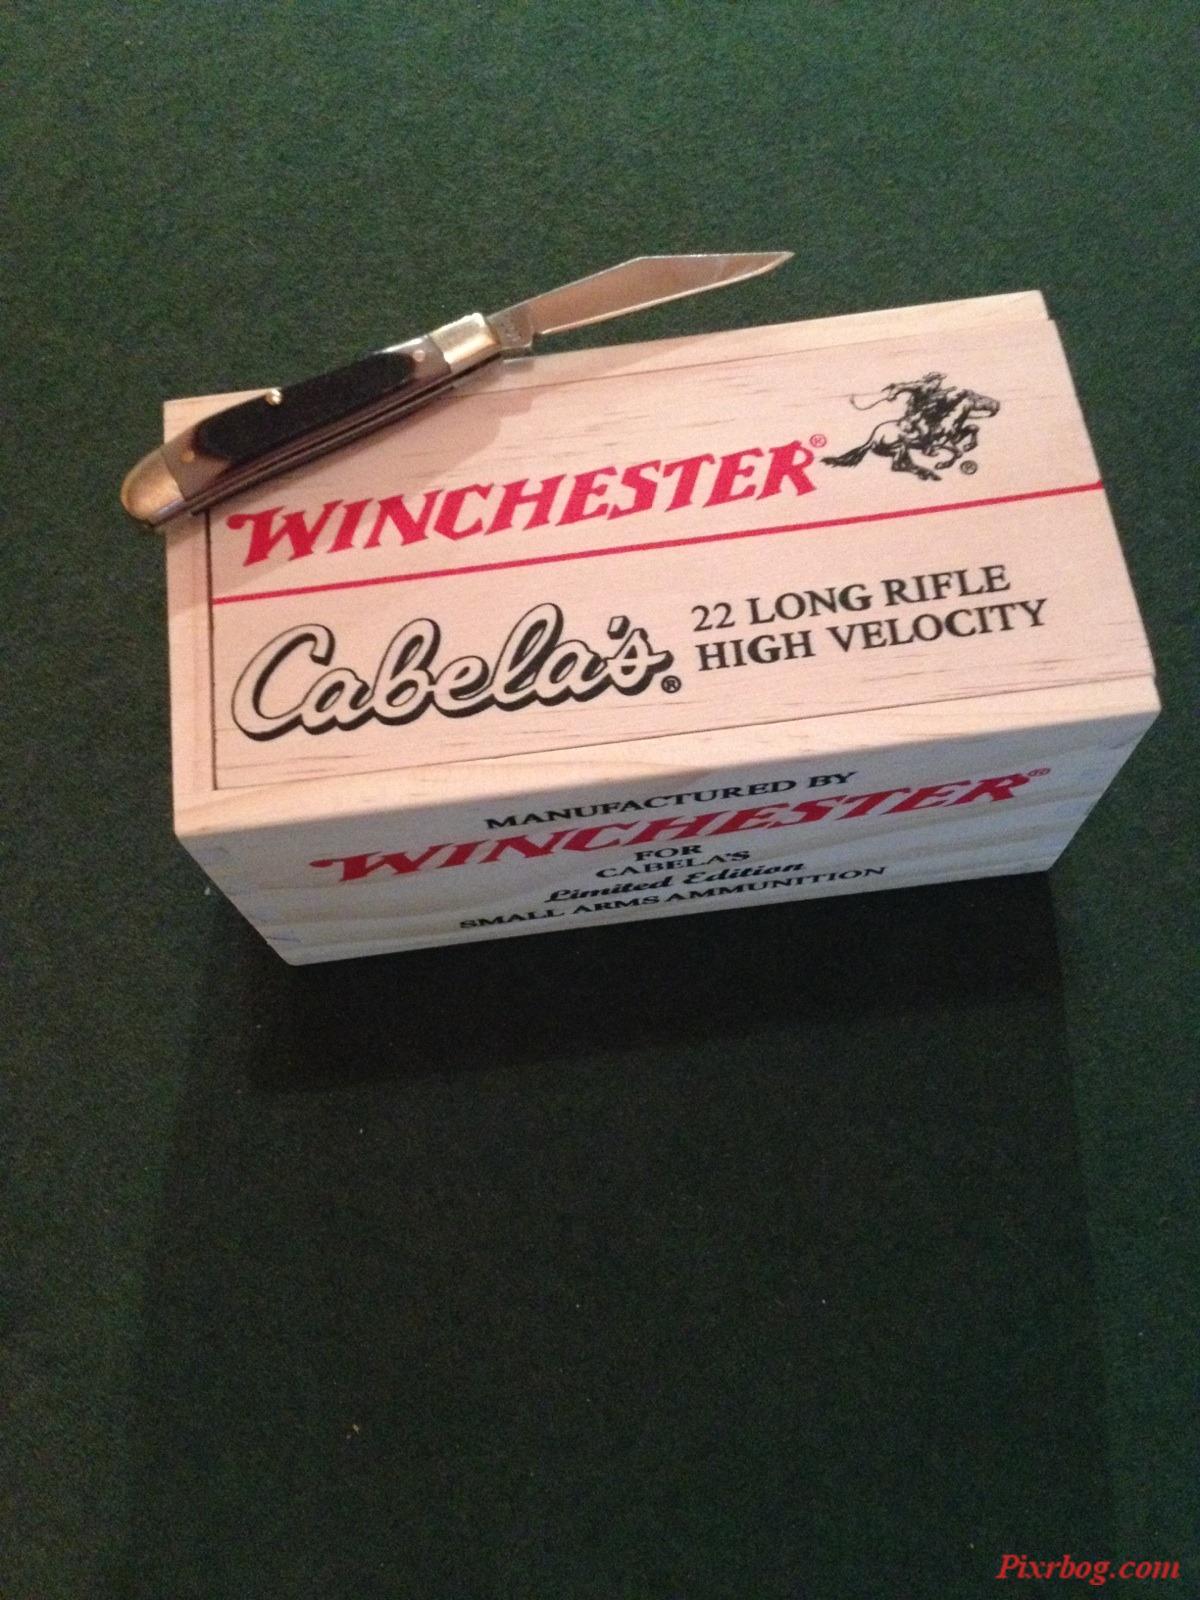 WINCHESTER®
Cabela's®
22 LONG RIFLE
HIGH VELOCITY
MANUFACTURED BY
WINCHESTER®
FOR
CABELA'S
Limited Edition
SMALL ARMS AMMUNITION
Pixrbog.com